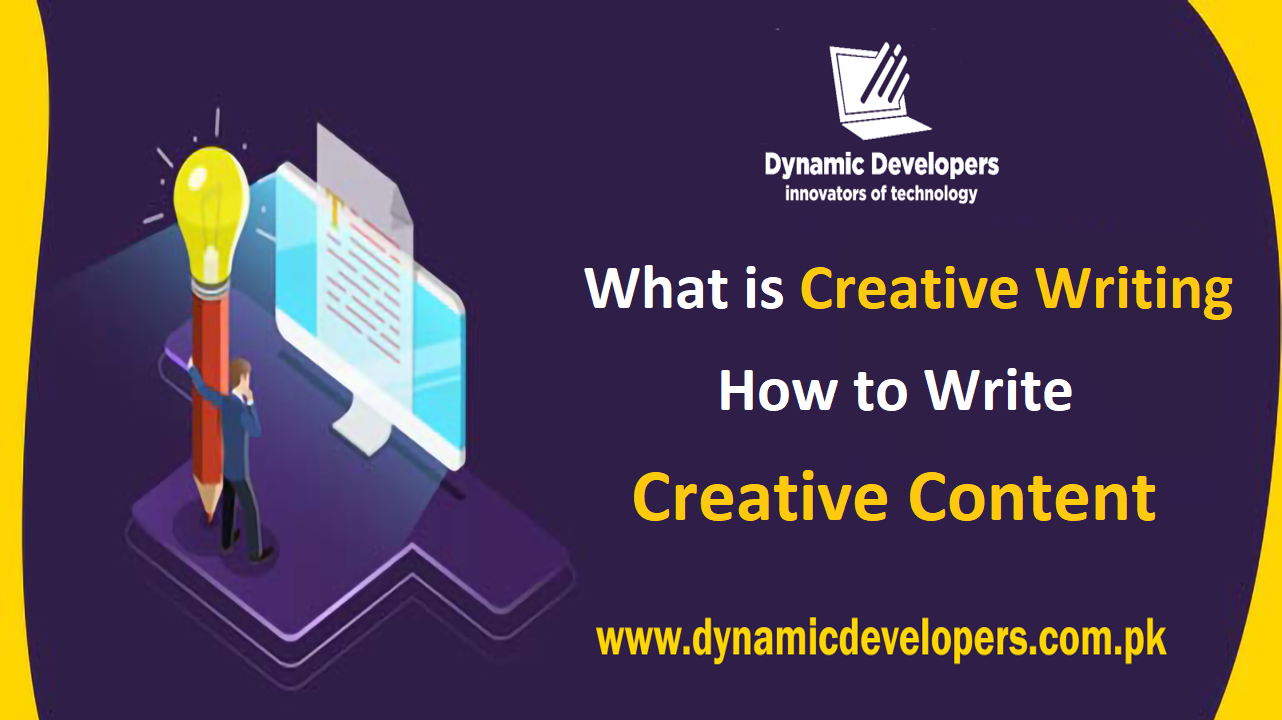 Dynamic Developers
innovators of technology
What is Creative Writing
How to Write
Creative Content
www.dynamicdevelopers.com.pk
T